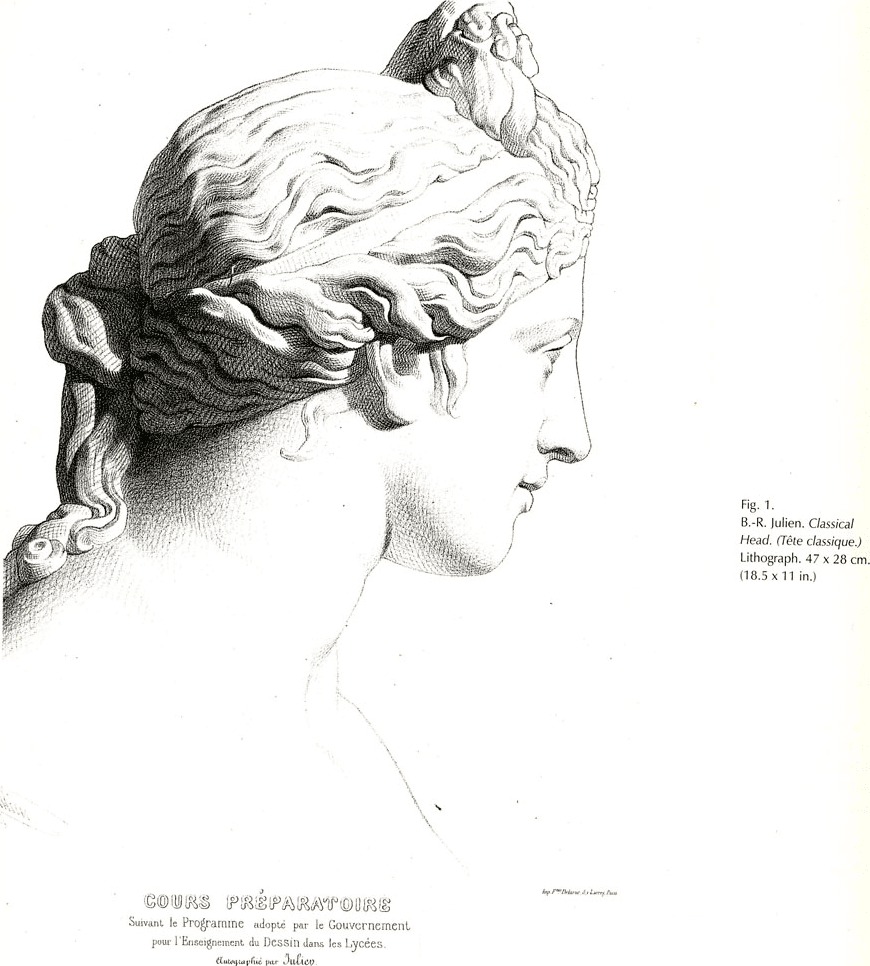 Fig. 1.
B.-R. Julien. Classical
Head. (Tête classique.)
Lithograph. 47 x 28 cm.
(18.5 x 11 in.)
COURS PRÉPARATOIRE
Suivant le Programme adopté par le Gouvernement
pour l'Enseignement du Dessin dans les Lycées.
par Julien.